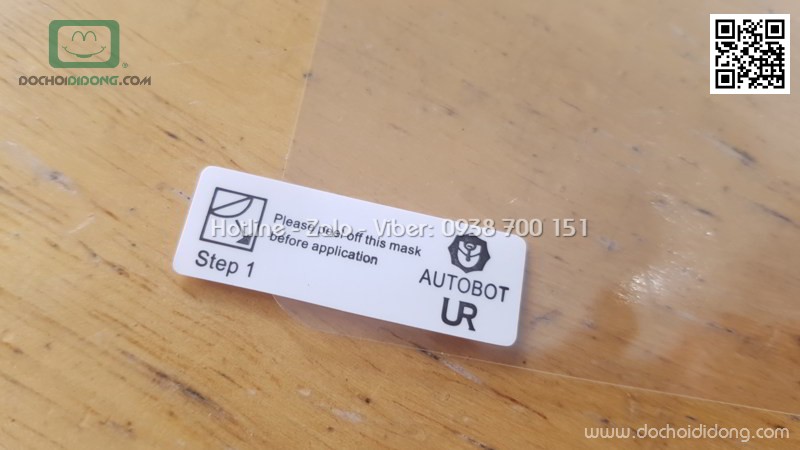 DOCHOIDIDONG.COM
Please peel off this mask
Hotline - Zalo - Viber: 0938 700 151
before application
Step 1
AUTOBOT
UR
www.dochoididong.com